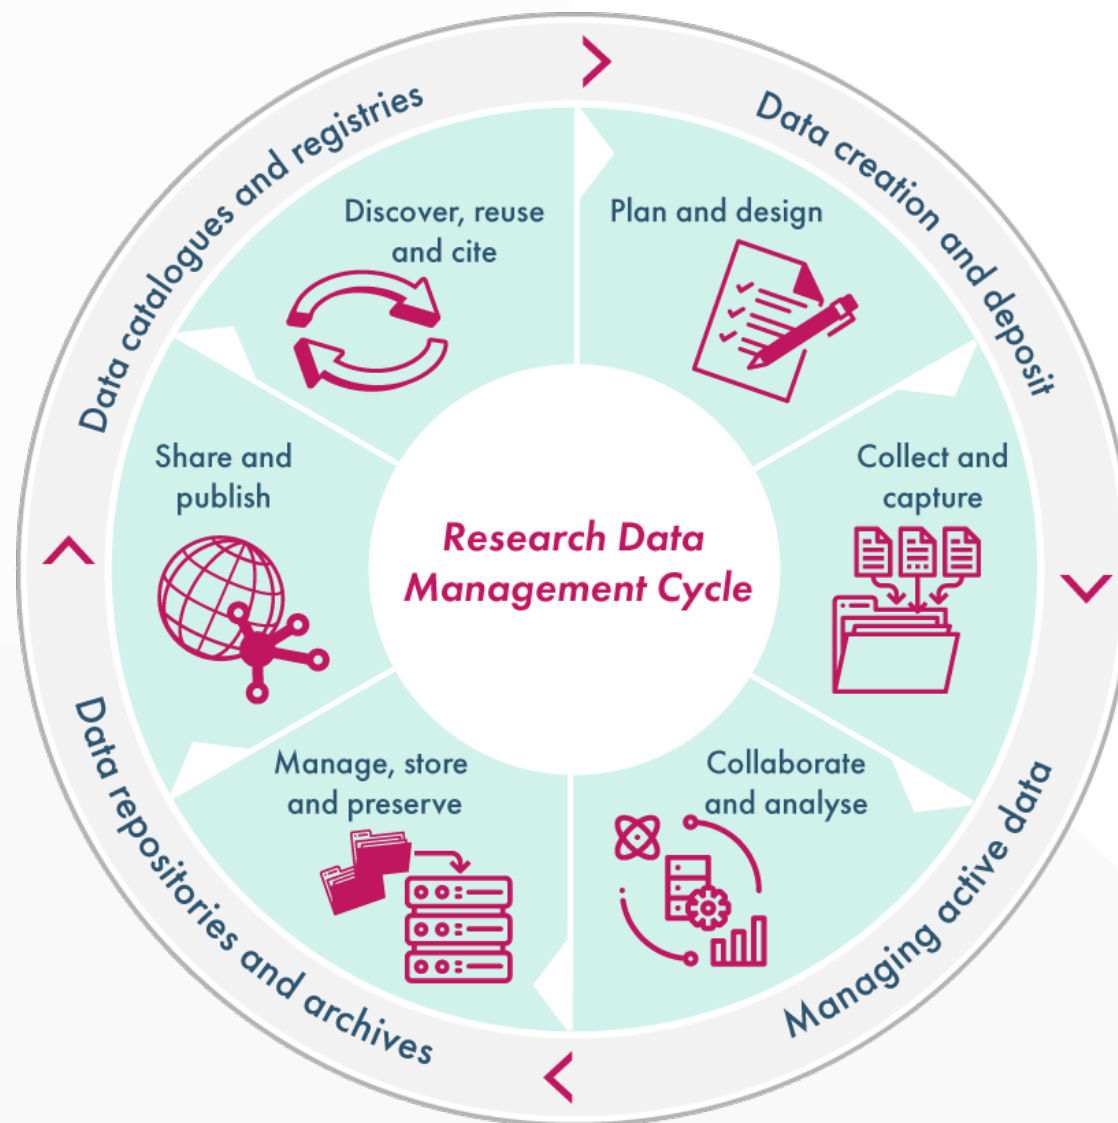 Research Data
Management Cycle
Plan and design
Collect and
capture
Collaborate
and analyse
Manage, store
and preserve
Share and
publish
Discover, reuse
and cite
Data creation and deposit
Managing active data
Data repositories and archives
Data catalogues and registries